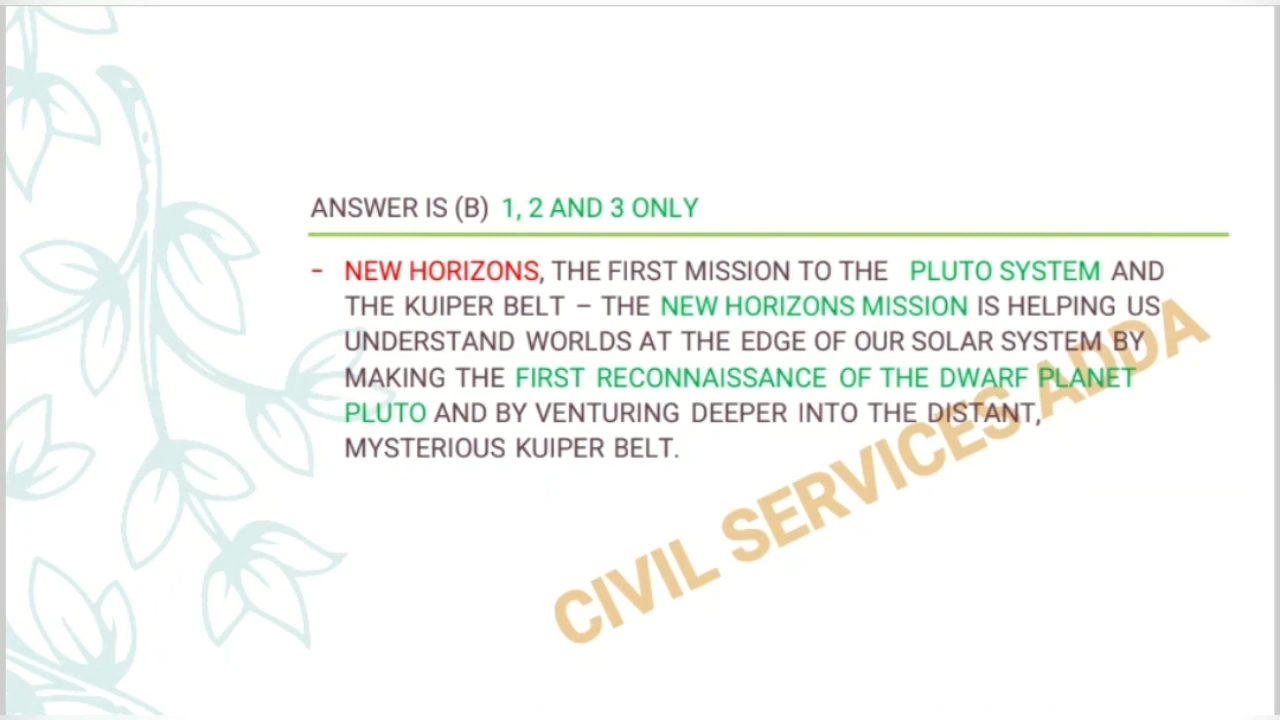 ANSWER IS (B) 1, 2 AND 3 ONLY
- NEW HORIZONS, THE FIRST MISSION TO THE PLUTO SYSTEM AND
THE KUIPER BELT – THE NEW HORIZONS MISSION IS HELPING US
UNDERSTAND WORLDS AT THE EDGE OF OUR SOLAR SYSTEM BY
MAKING THE FIRST RECONNAISSANCE OF THE DWARF PLANET
PLUTO AND BY VENTURING DEEPER INTO THE DISTANT,
MYSTERIOUS KUIPER BELT.
CIVIL SERVICES ADDA